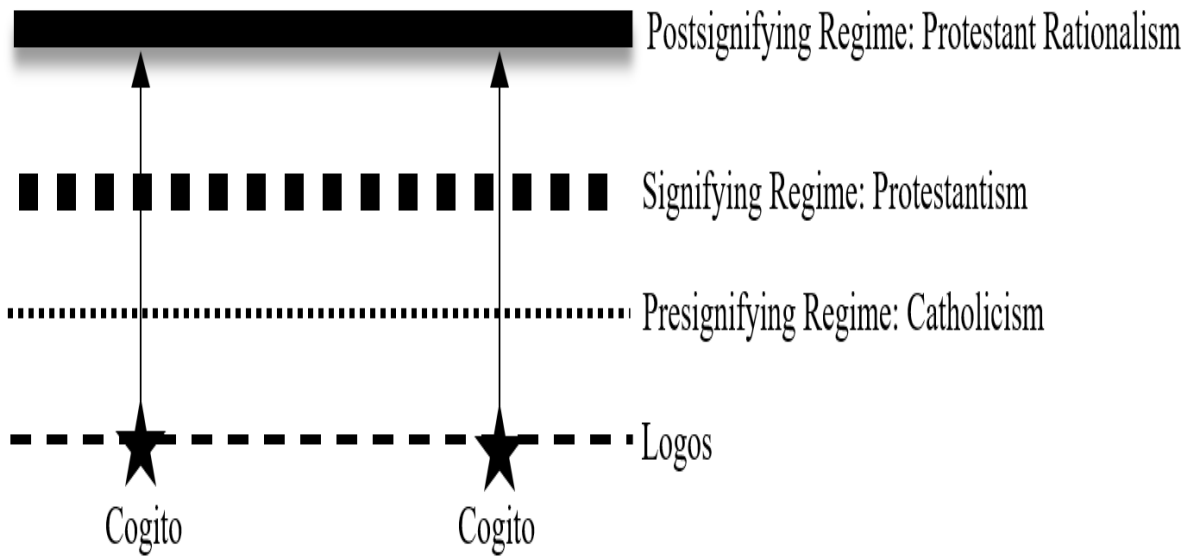 Postsignifying Regime: Protestant Rationalism
Signifying Regime: Protestantism
Presignifying Regime: Catholicism
Logos
Cogito Cogito